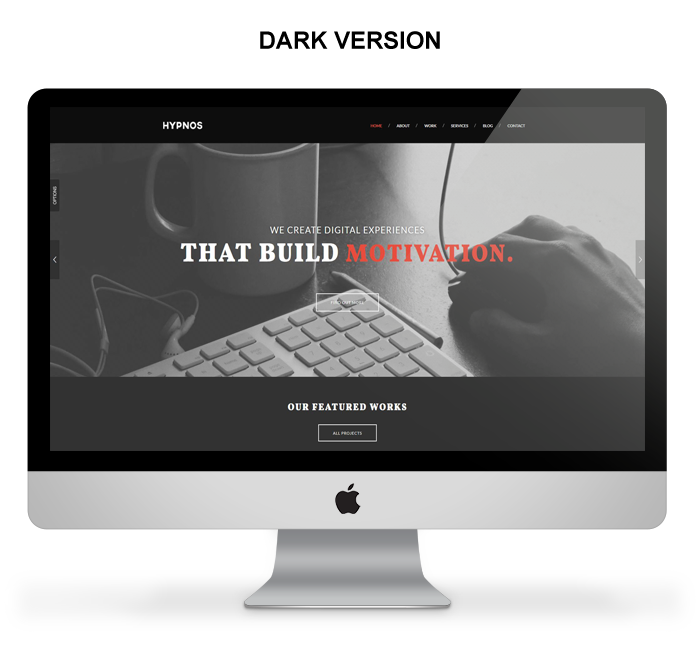 DARK VERSION
HYPNOS
HOME / ABOUT / WORK / SERVICES / BLOG / CONTACT
OPTIONS
WE CREATE DIGITAL EXPERIENCES
THAT BUILD MOTIVATION.
FIND OUT MORE
OUR FEATURED WORKS
ALL PROJECTS